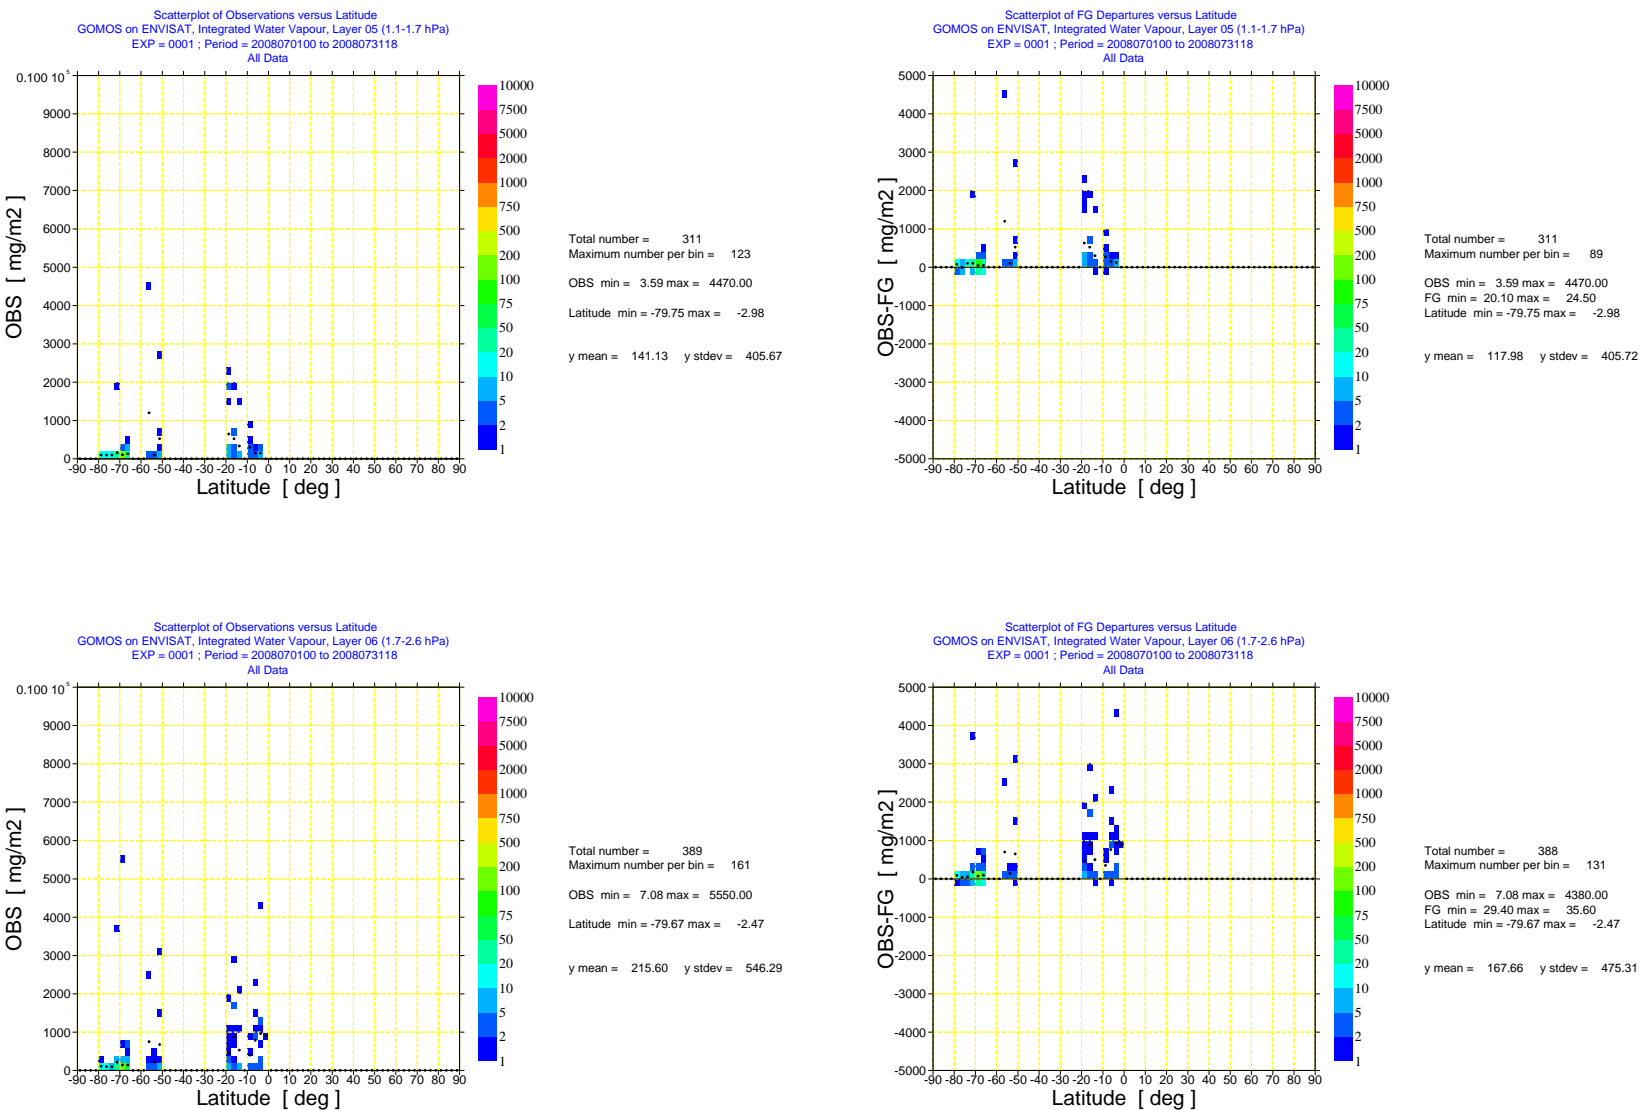 Scatterplot of Observations versus Latitude
GOMOS on ENVISAT, Integrated Water Vapour, Layer 05 (1.1-1.7 hPa)
EXP = 0001 ; Period = 2008070100 to 2008073118
All Data
0.100 10^5
9000
8000
7000
6000
5000
4000
3000
2000
1000
0
OBS [ mg/m2 ]
-90 -80 -70 -60 -50 -40 -30 -20 -10 0 10 20 30 40 50 60 70 80 90
Latitude [ deg ]
10000
7500
5000
2000
1000
750
500
200
100
75
50
20
10
5
2
1
Total number = 311
Maximum number per bin = 123
OBS min = 3.59 max = 4470.00
Latitude min = -79.75 max = -2.98
y mean = 141.13 y stdev = 405.67
Scatterplot of FG Departures versus Latitude
GOMOS on ENVISAT, Integrated Water Vapour, Layer 05 (1.1-1.7 hPa)
EXP = 0001 ; Period = 2008070100 to 2008073118
All Data
5000
4000
3000
2000
1000
0
-1000
-2000
-3000
-4000
-5000
OBS-FG [ mg/m2 ]
-90 -80 -70 -60 -50 -40 -30 -20 -10 0 10 20 30 40 50 60 70 80 90
Latitude [ deg ]
10000
7500
5000
2000
1000
750
500
200
100
75
50
20
10
5
2
1
Total number = 311
Maximum number per bin = 89
OBS min = 3.59 max = 4470.00
FG min = 20.10 max = 24.50
Latitude min = -79.75 max = -2.98
y mean = 117.98 y stdev = 405.72
Scatterplot of Observations versus Latitude
GOMOS on ENVISAT, Integrated Water Vapour, Layer 06 (1.7-2.6 hPa)
EXP = 0001 ; Period = 2008070100 to 2008073118
All Data
0.100 10^5
9000
8000
7000
6000
5000
4000
3000
2000
1000
0
OBS [ mg/m2 ]
-90 -80 -70 -60 -50 -40 -30 -20 -10 0 10 20 30 40 50 60 70 80 90
Latitude [ deg ]
10000
7500
5000
2000
1000
750
500
200
100
75
50
20
10
5
2
1
Total number = 389
Maximum number per bin = 161
OBS min = 7.08 max = 5550.00
Latitude min = -79.67 max = -2.47
y mean = 215.60 y stdev = 546.29
Scatterplot of FG Departures versus Latitude
GOMOS on ENVISAT, Integrated Water Vapour, Layer 06 (1.7-2.6 hPa)
EXP = 0001 ; Period = 2008070100 to 2008073118
All Data
5000
4000
3000
2000
1000
0
-1000
-2000
-3000
-4000
-5000
OBS-FG [ mg/m2 ]
-90 -80 -70 -60 -50 -40 -30 -20 -10 0 10 20 30 40 50 60 70 80 90
Latitude [ deg ]
10000
7500
5000
2000
1000
750
500
200
100
75
50
20
10
5
2
1
Total number = 388
Maximum number per bin = 131
OBS min = 7.08 max = 4380.00
FG min = 29.40 max = 35.60
Latitude min = -79.67 max = -2.47
y mean = 167.66 y stdev = 475.31